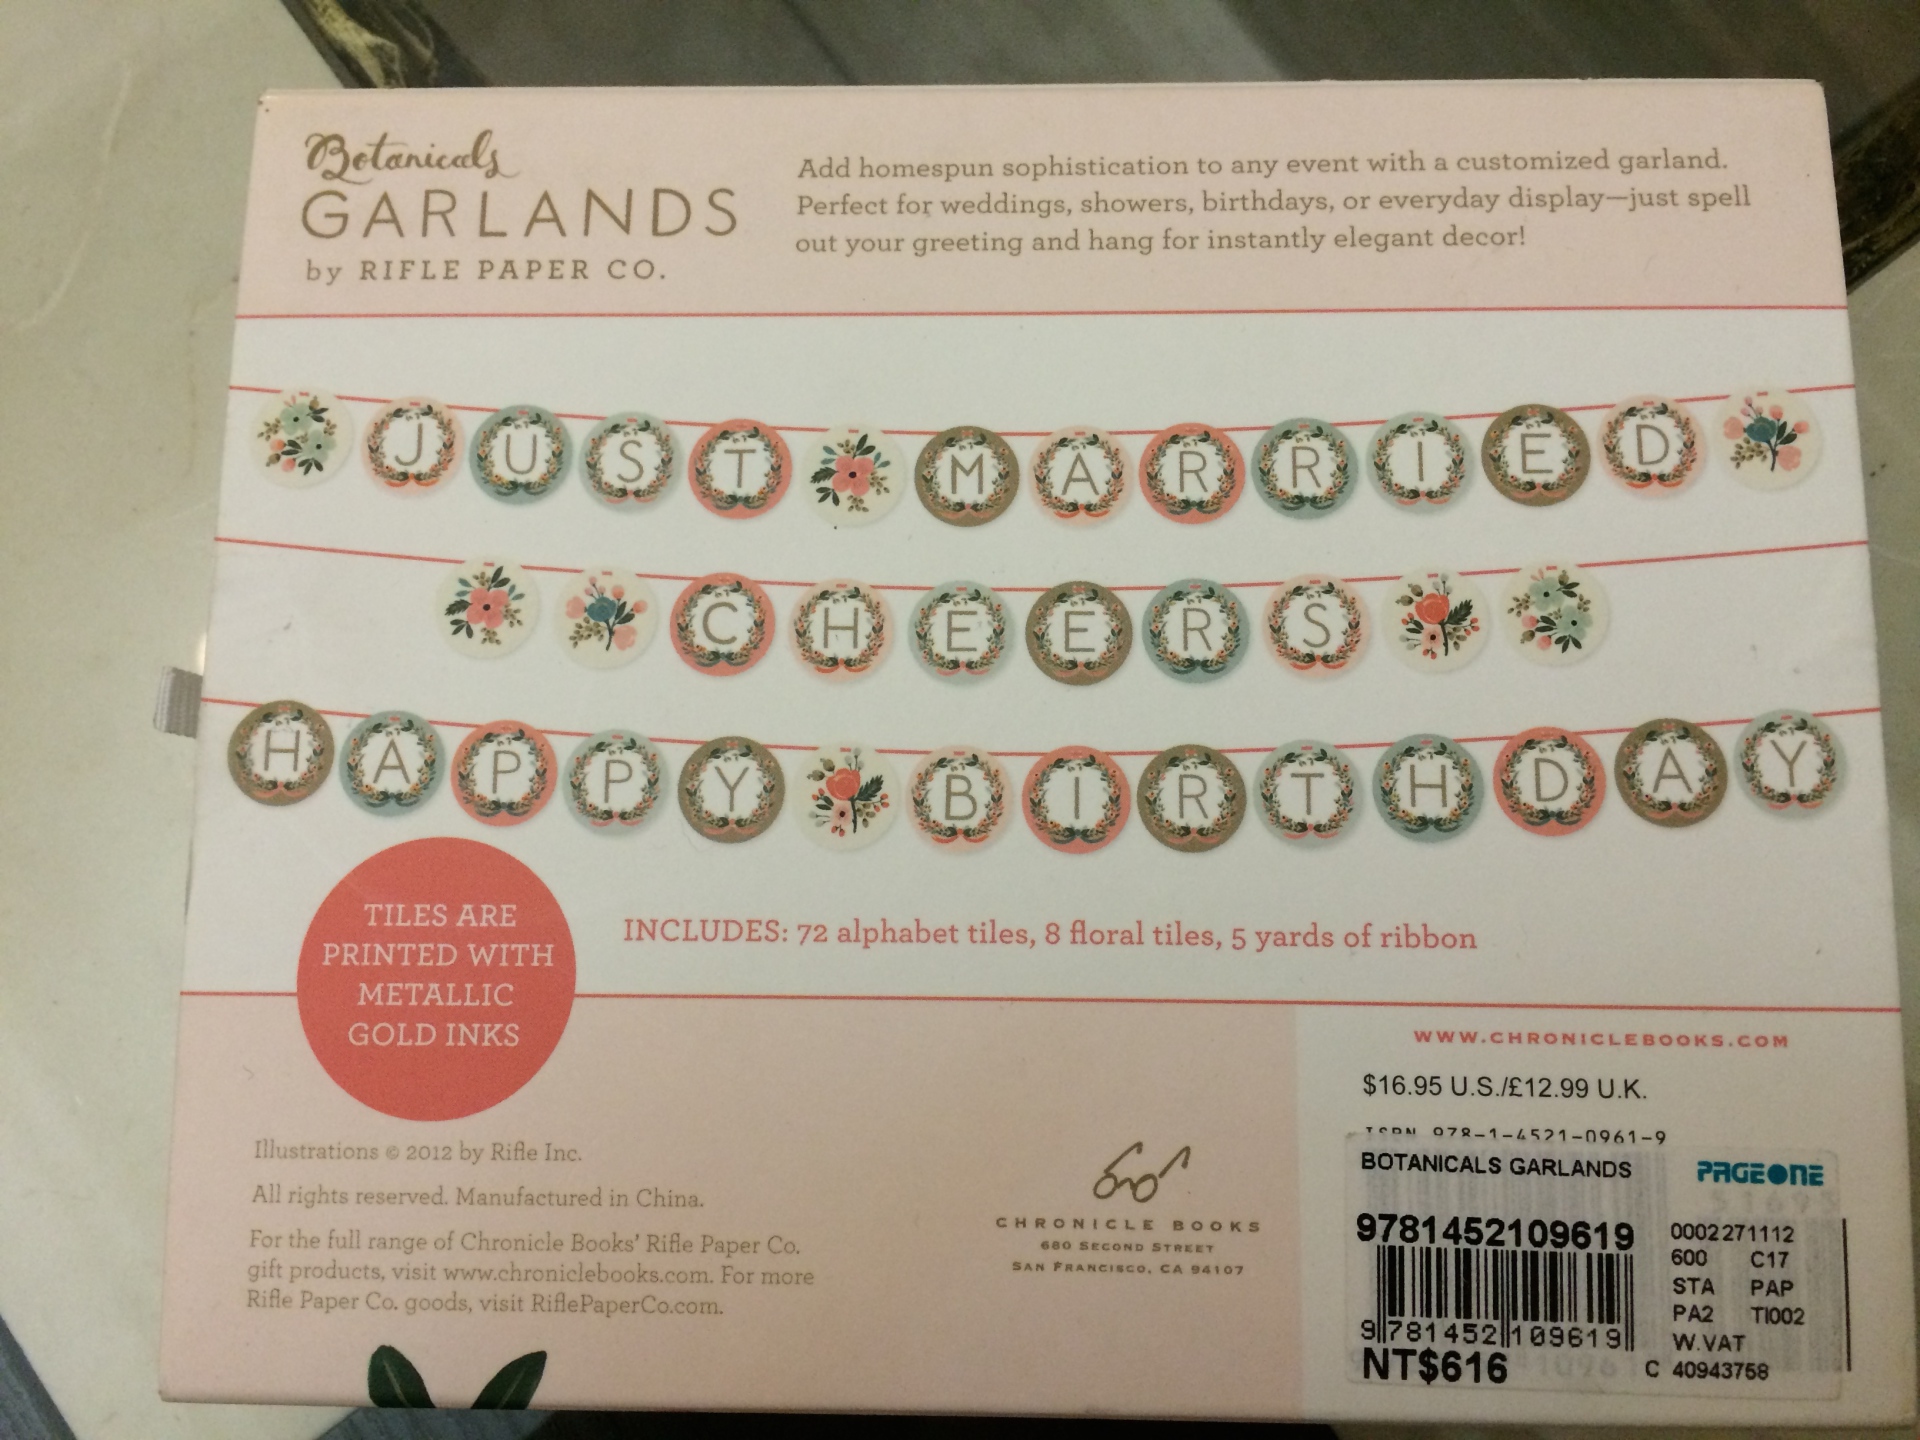 Botanicals
GARLANDS
by RIFLE PAPER CO.
Add homespun sophistication to any event with a customized garland.
Perfect for weddings, showers, birthdays, or everyday display—just spell
out your greeting and hang for instantly elegant decor!
JUST MARRIED
CHEERS
HAPPY BIRTHDAY
TILES ARE
PRINTED WITH
METALLIC
GOLD INKS
INCLUDES: 72 alphabet tiles, 8 floral tiles, 5 yards of ribbon
Illustrations © 2012 by Rifle Inc.
All rights reserved. Manufactured in China.
For the full range of Chronicle Books' Rifle Paper Co.
gift products, visit www.chroniclebooks.com. For more
Rifle Paper Co. goods, visit RiflePaperCo.com.
CHRONICLE BOOKS
680 SECOND STREET
SAN FRANCISCO, CA 94107
WWW.CHRONICLEBOOKS.COM
$16.95 U.S./£12.99 U.K.
ISBN 978-1-4521-0961-9
BOTANICALS GARLANDS PAGEONE
9781452109619
0002271112
600 C17
STA PAP
PA2 TI002
W.VAT
9 781452 109619
NT$616
C 40943758